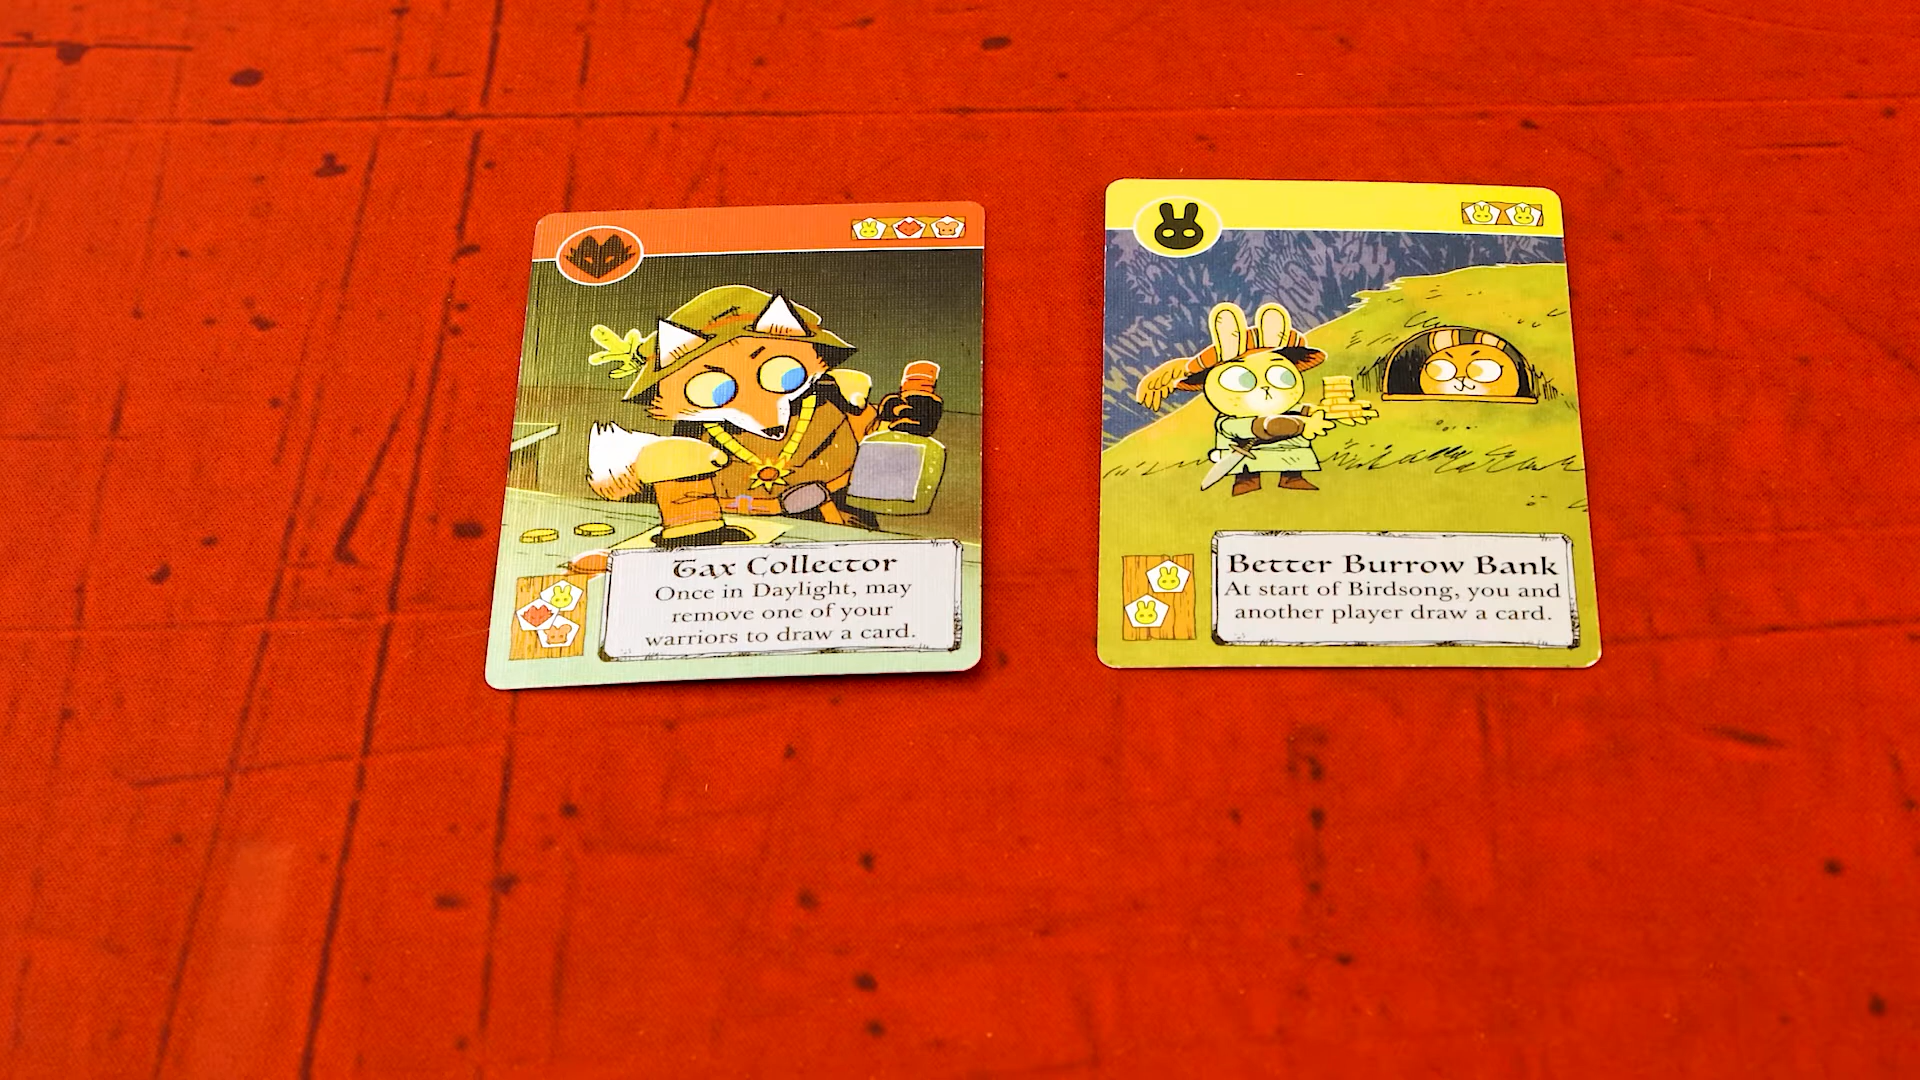 Tax Collector
Once in Daylight, may
remove one of your
warriors to draw a card.
Better Burrow Bank
At start of Birdsong, you and
another player draw a card.